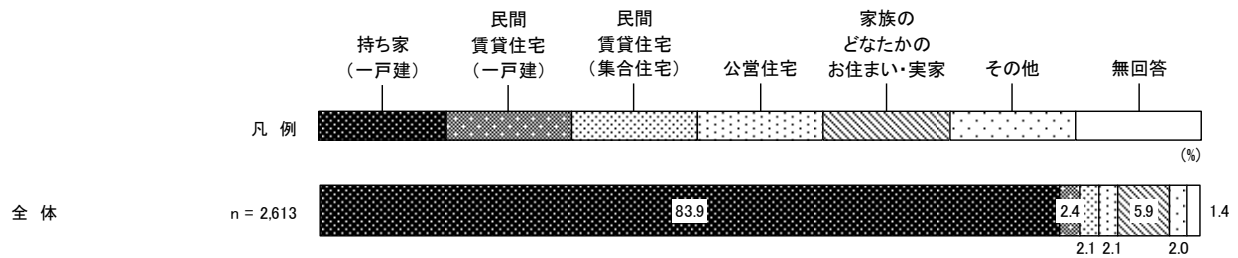 持ち家
（一戸建）
民間
賃貸住宅
（一戸建）
民間
賃貸住宅
（集合住宅）
公営住宅
家族の
どなたかの
お住まい・実家
その他
無回答
凡 例
(%)
全 体
n = 2,613
83.9
2.4
2.1
2.1
5.9
2.0
1.4